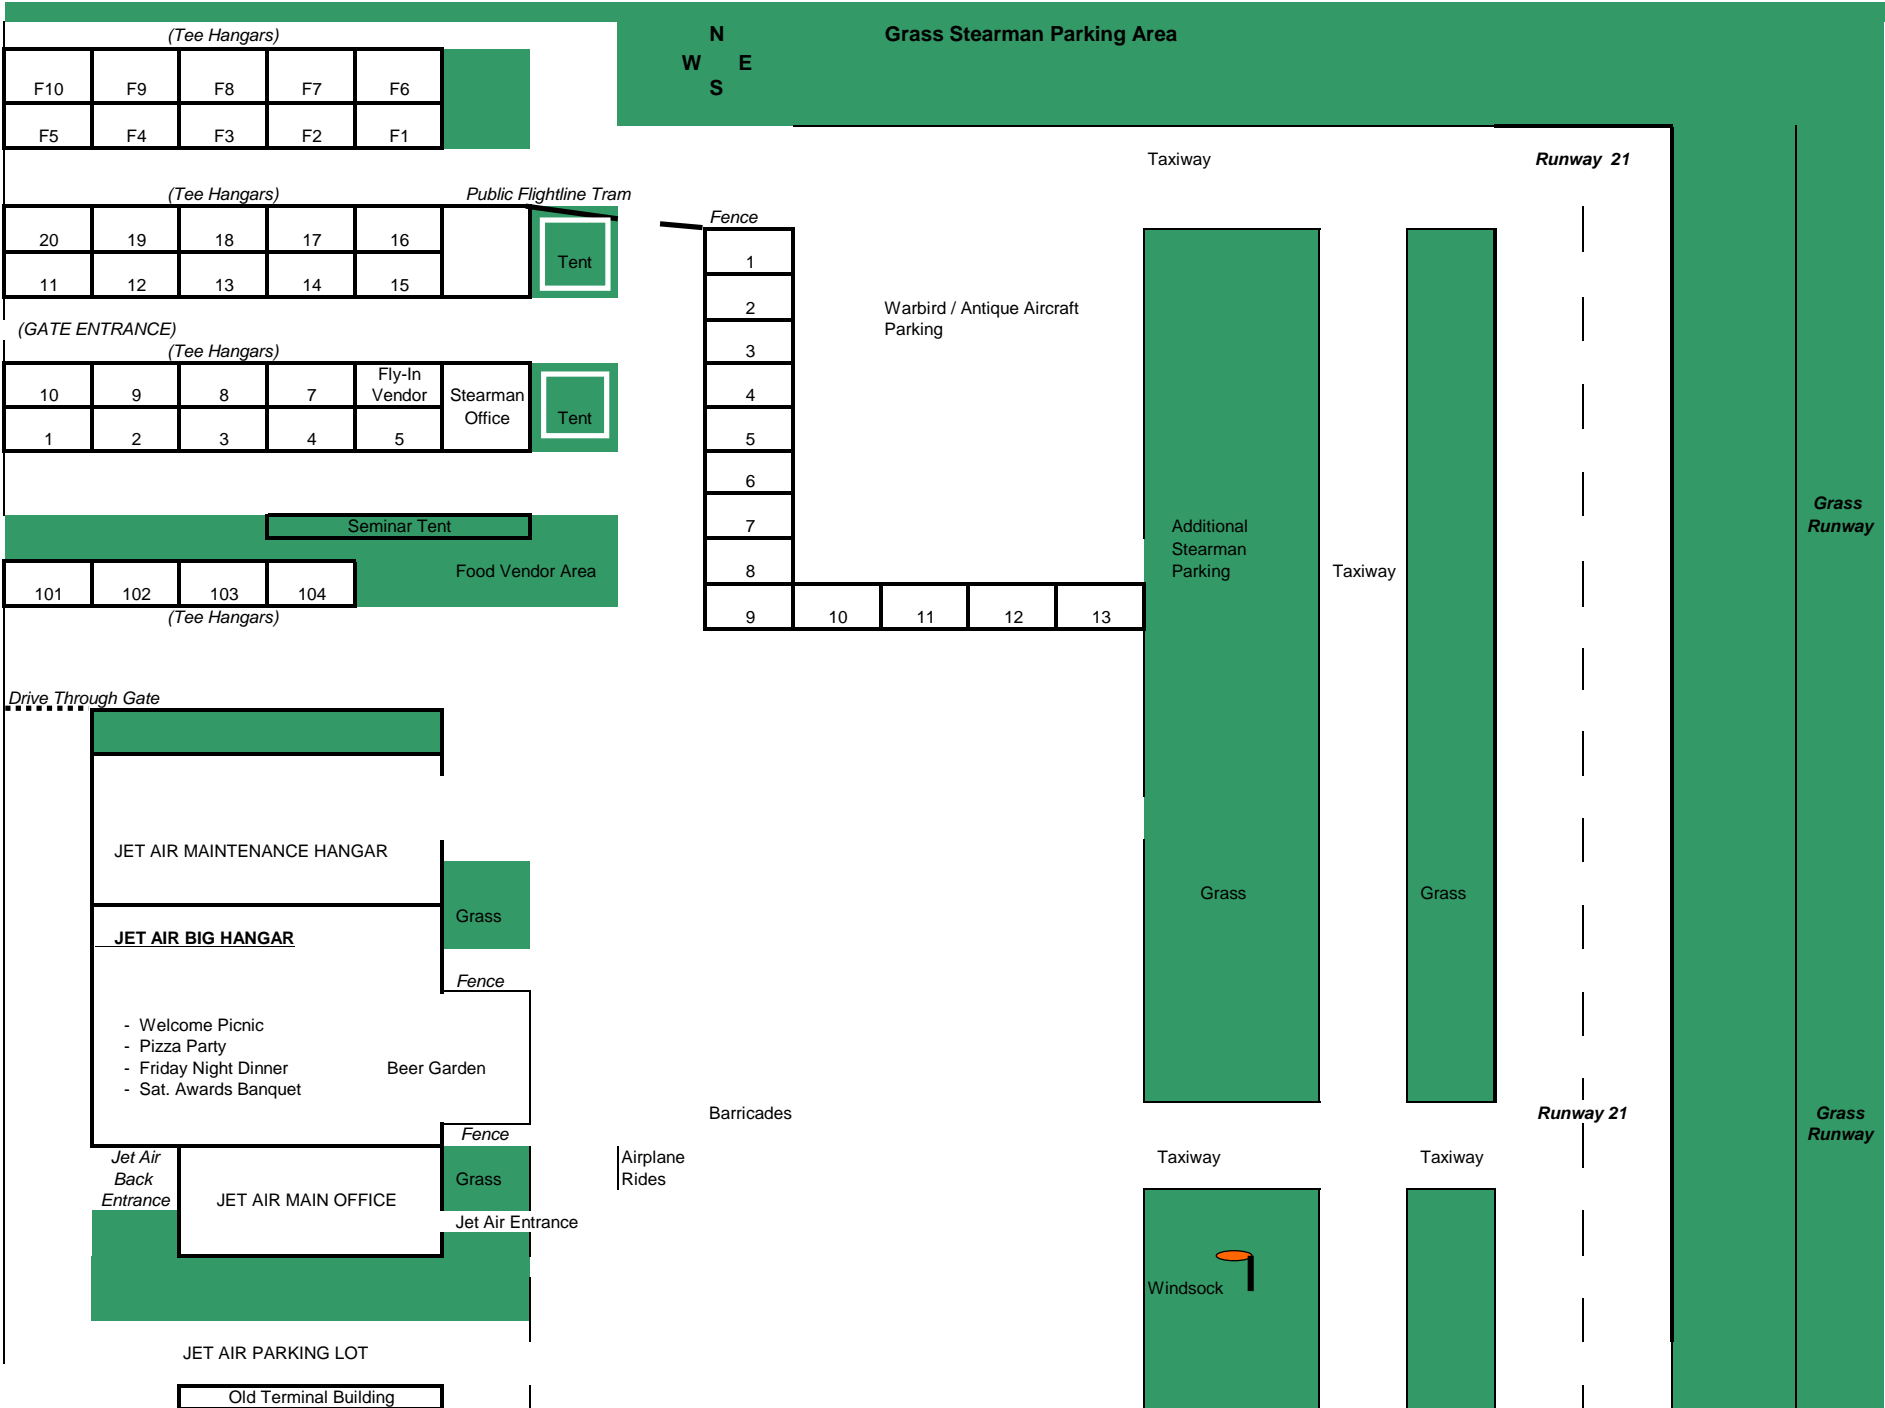 (Tee Hangars)
N
Grass Stearman Parking Area
W E
S
F10 F9 F8 F7 F6
F5 F4 F3 F2 F1
Taxiway
Runway 21
(Tee Hangars)
Public Flightline Tram
Fence
20 19 18 17 16
11 12 13 14 15
Tent
1
2
3
4
5
6
7
8
9 10 11 12 13
Warbird / Antique Aircraft
Parking
(GATE ENTRANCE)
(Tee Hangars)
10 9 8 7
Fly-In
Vendor
Stearman
Office
1 2 3 4 5
Tent
Grass
Runway
Seminar Tent
Additional
Stearman
Parking
Food Vendor Area
Taxiway
101 102 103 104
(Tee Hangars)
Drive Through Gate
JET AIR MAINTENANCE HANGAR
Grass
Grass
Grass
JET AIR BIG HANGAR
Fence
- Welcome Picnic
- Pizza Party
- Friday Night Dinner
- Sat. Awards Banquet
Beer Garden
Barricades
Runway 21
Grass
Runway
Fence
Jet Air
Back
Entrance
Grass
Airplane
Rides
Taxiway
Taxiway
JET AIR MAIN OFFICE
Jet Air Entrance
Windsock
JET AIR PARKING LOT
Old Terminal Building